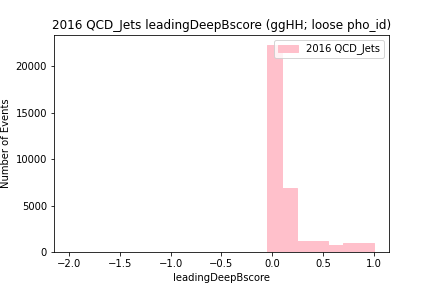 2016 QCD_Jets leadingDeepBscore (ggHH; loose pho_id)
2016 QCD_Jets
Number of Events
20000
15000
10000
5000
0
−2.0 −1.5 −1.0 −0.5 0.0 0.5 1.0
leadingDeepBscore